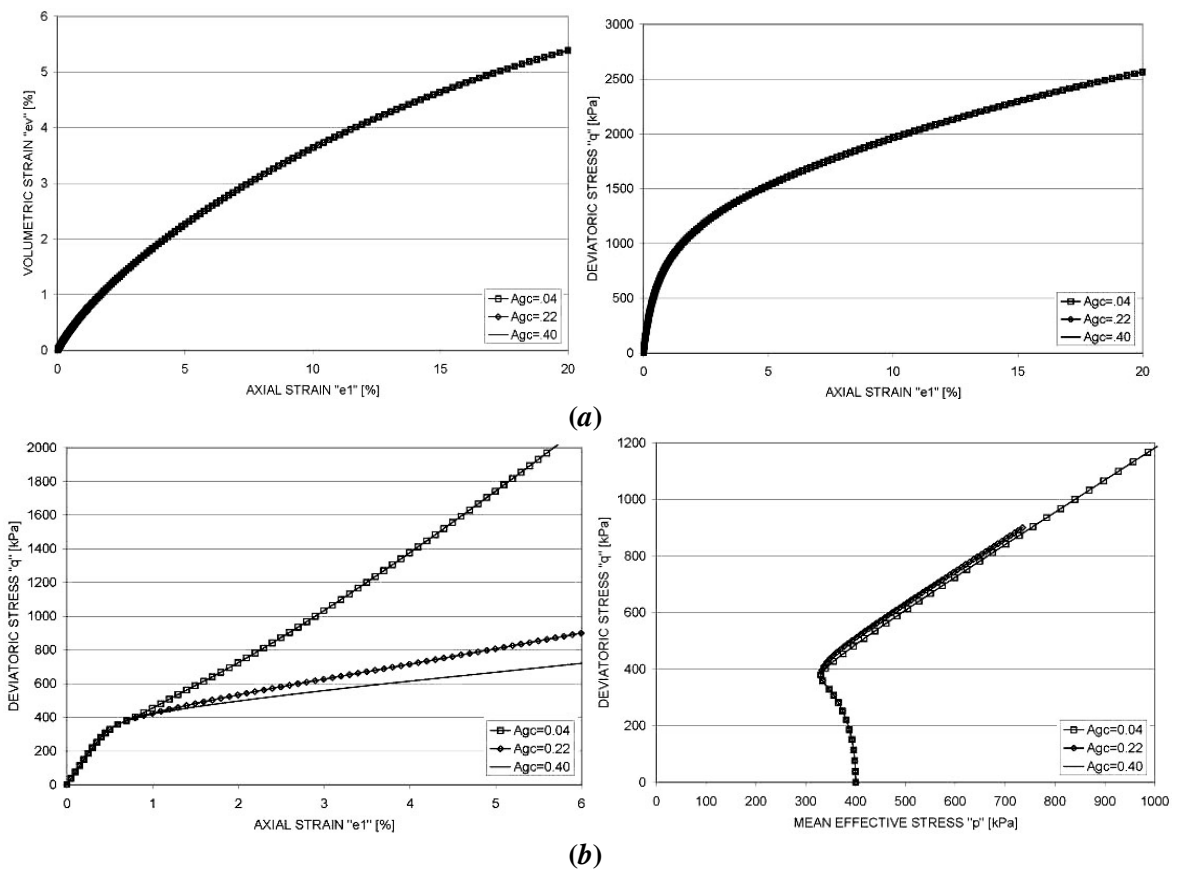 VOLUMETRIC STRAIN "ev" [%]
6
5
4
3
2
1
0
0 5 10 15 20
AXIAL STRAIN "e1" [%]
Agc=.04
Agc=.22
Agc=.40
DEVIATORIC STRESS "q" [kPa]
3000
2500
2000
1500
1000
500
0
0 5 10 15 20
AXIAL STRAIN "e1" [%]
Agc=.04
Agc=.22
Agc=.40
(a)
DEVIATORIC STRESS "q" [kPa]
2000
1800
1600
1400
1200
1000
800
600
400
200
0
0 1 2 3 4 5 6
AXIAL STRAIN "e1" [%]
Agc=0.04
Agc=0.22
Agc=0.40
DEVIATORIC STRESS "q" [kPa]
1200
1000
800
600
400
200
0
0 100 200 300 400 500 600 700 800 900 1000
MEAN EFFECTIVE STRESS "p" [kPa]
Agc=0.04
Agc=0.22
Agc=0.40
(b)